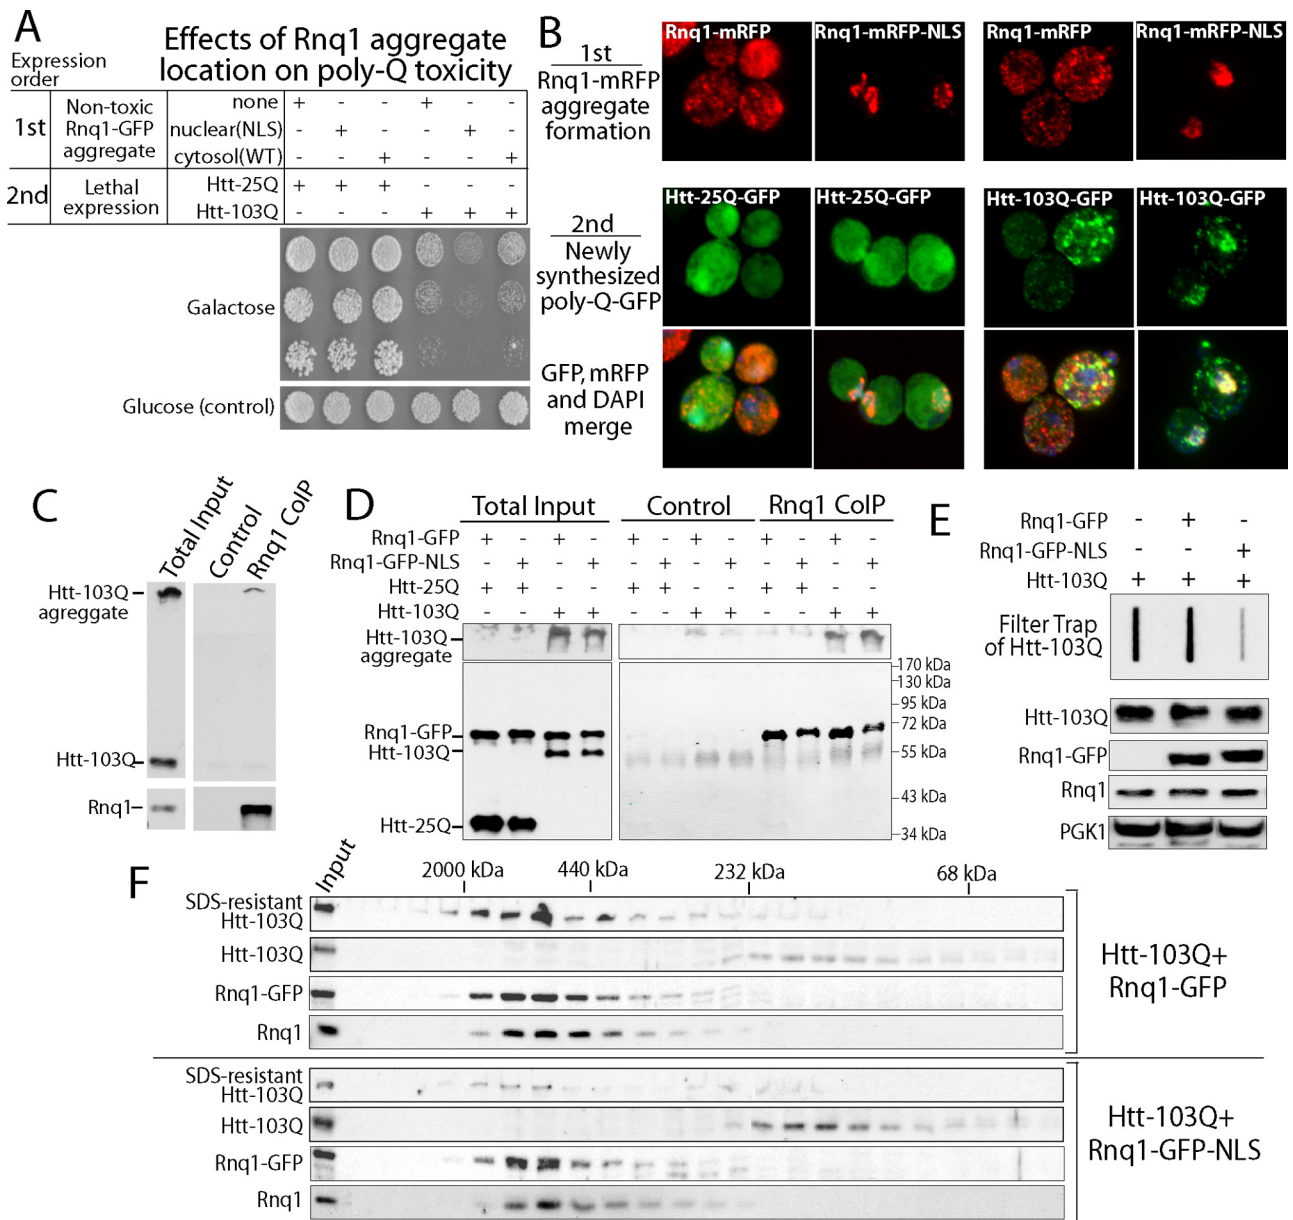 A
Effects of Rnq1 aggregate
location on poly-Q toxicity
Expression
order
1st
Non-toxic
Rnq1-GFP
aggregate
none + - - + - -
nuclear(NLS) - + - - + -
cytosol(WT) - - + - - +
2nd
Lethal
expression
Htt-25Q + + + - - -
Htt-103Q - - - + + +
Galactose
Glucose (control)
B
1st
Rnq1-mRFP
aggregate
formation
Rnq1-mRFP
Rnq1-mRFP-NLS
Rnq1-mRFP
Rnq1-mRFP-NLS
2nd
Newly
synthesized
poly-Q-GFP
Htt-25Q-GFP
Htt-25Q-GFP
Htt-103Q-GFP
Htt-103Q-GFP
GFP, mRFP
and DAPI
merge
C
Total Input
Control
Rnq1 CoIP
Htt-103Q
agreggate
Htt-103Q
Rnq1
D
Total Input
Control
Rnq1 CoIP
Rnq1-GFP + - + - + - + - + - + -
Rnq1-GFP-NLS - + - + - + - + - + - +
Htt-25Q + + - - + + - - + + - -
Htt-103Q - - + + - - + + - - + +
Htt-103Q
aggregate
Rnq1-GFP
Htt-103Q
Htt-25Q
170 kDa
130 kDa
95 kDa
72 kDa
55 kDa
43 kDa
34 kDa
E
Rnq1-GFP - + -
Rnq1-GFP-NLS - - +
Htt-103Q + + +
Filter Trap
of Htt-103Q
Htt-103Q
Rnq1-GFP
Rnq1
PGK1
F
Input
2000 kDa
440 kDa
232 kDa
68 kDa
SDS-resistant
Htt-103Q
Htt-103Q
Rnq1-GFP
Rnq1
Htt-103Q+
Rnq1-GFP
SDS-resistant
Htt-103Q
Htt-103Q
Rnq1-GFP
Rnq1
Htt-103Q+
Rnq1-GFP-NLS